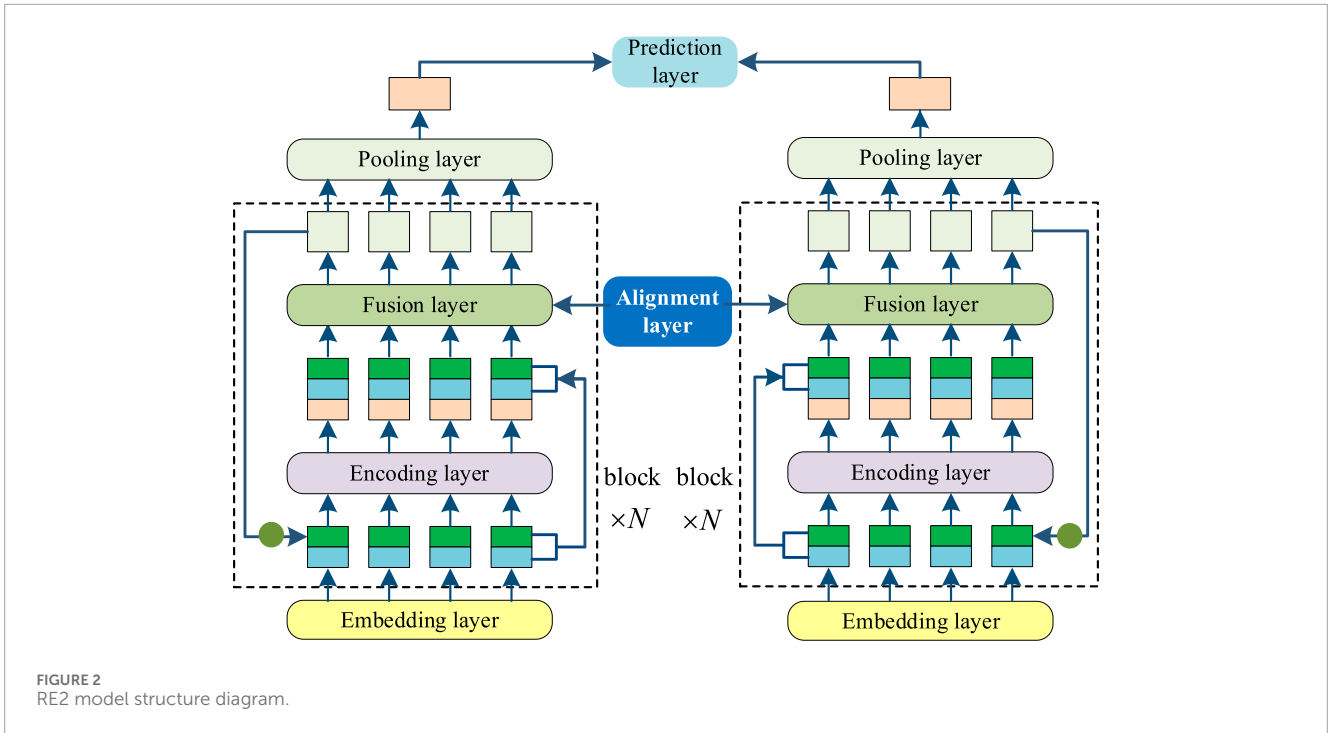 Prediction
layer
Pooling layer
Pooling layer
Fusion layer
Alignment
layer
Fusion layer
Encoding layer
block
×N
block
×N
Encoding layer
Embedding layer
Embedding layer
FIGURE 2
RE2 model structure diagram.